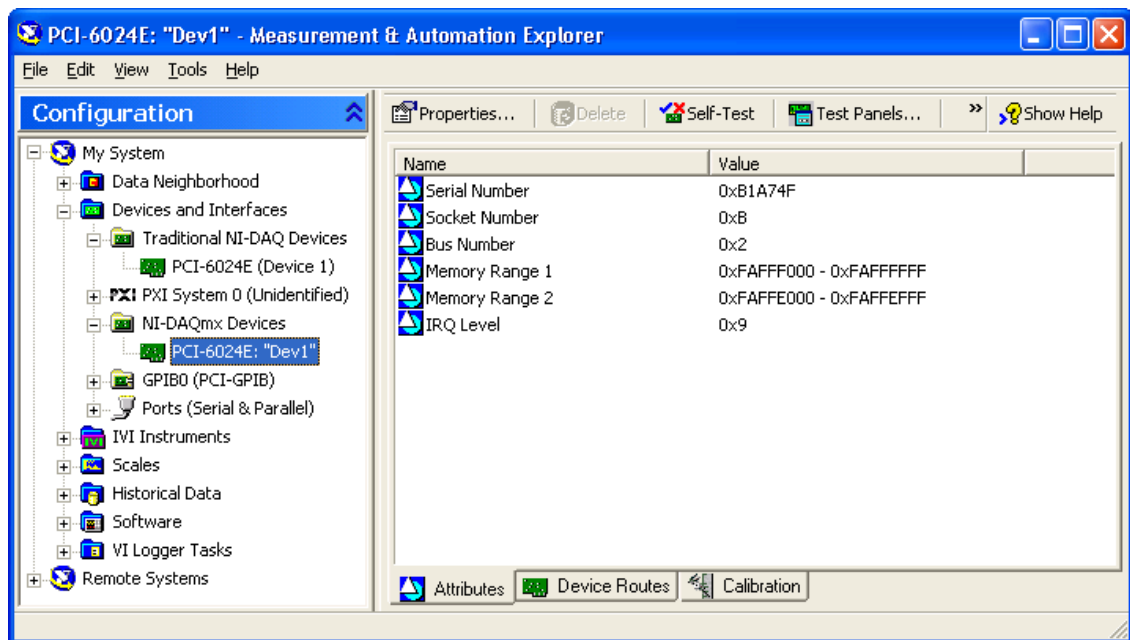 PCI-6024E: "Dev1" - Measurement & Automation Explorer
File Edit View Tools Help
Configuration
Properties... Delete Self-Test Test Panels... » Show Help
My System
Data Neighborhood
Devices and Interfaces
Traditional NI-DAQ Devices
PCI-6024E (Device 1)
PXI PXI System 0 (Unidentified)
NI-DAQmx Devices
PCI-6024E: "Dev1"
GPIB0 (PCI-GPIB)
Ports (Serial & Parallel)
IVI IVI Instruments
Scales
Historical Data
Software
VI Logger Tasks
Remote Systems
Name Value
Serial Number 0xB1A74F
Socket Number 0xB
Bus Number 0x2
Memory Range 1 0xFAFFF000 - 0xFAFFFFFF
Memory Range 2 0xFAFFE000 - 0xFAFFEFFF
IRQ Level 0x9
Attributes Device Routes Calibration